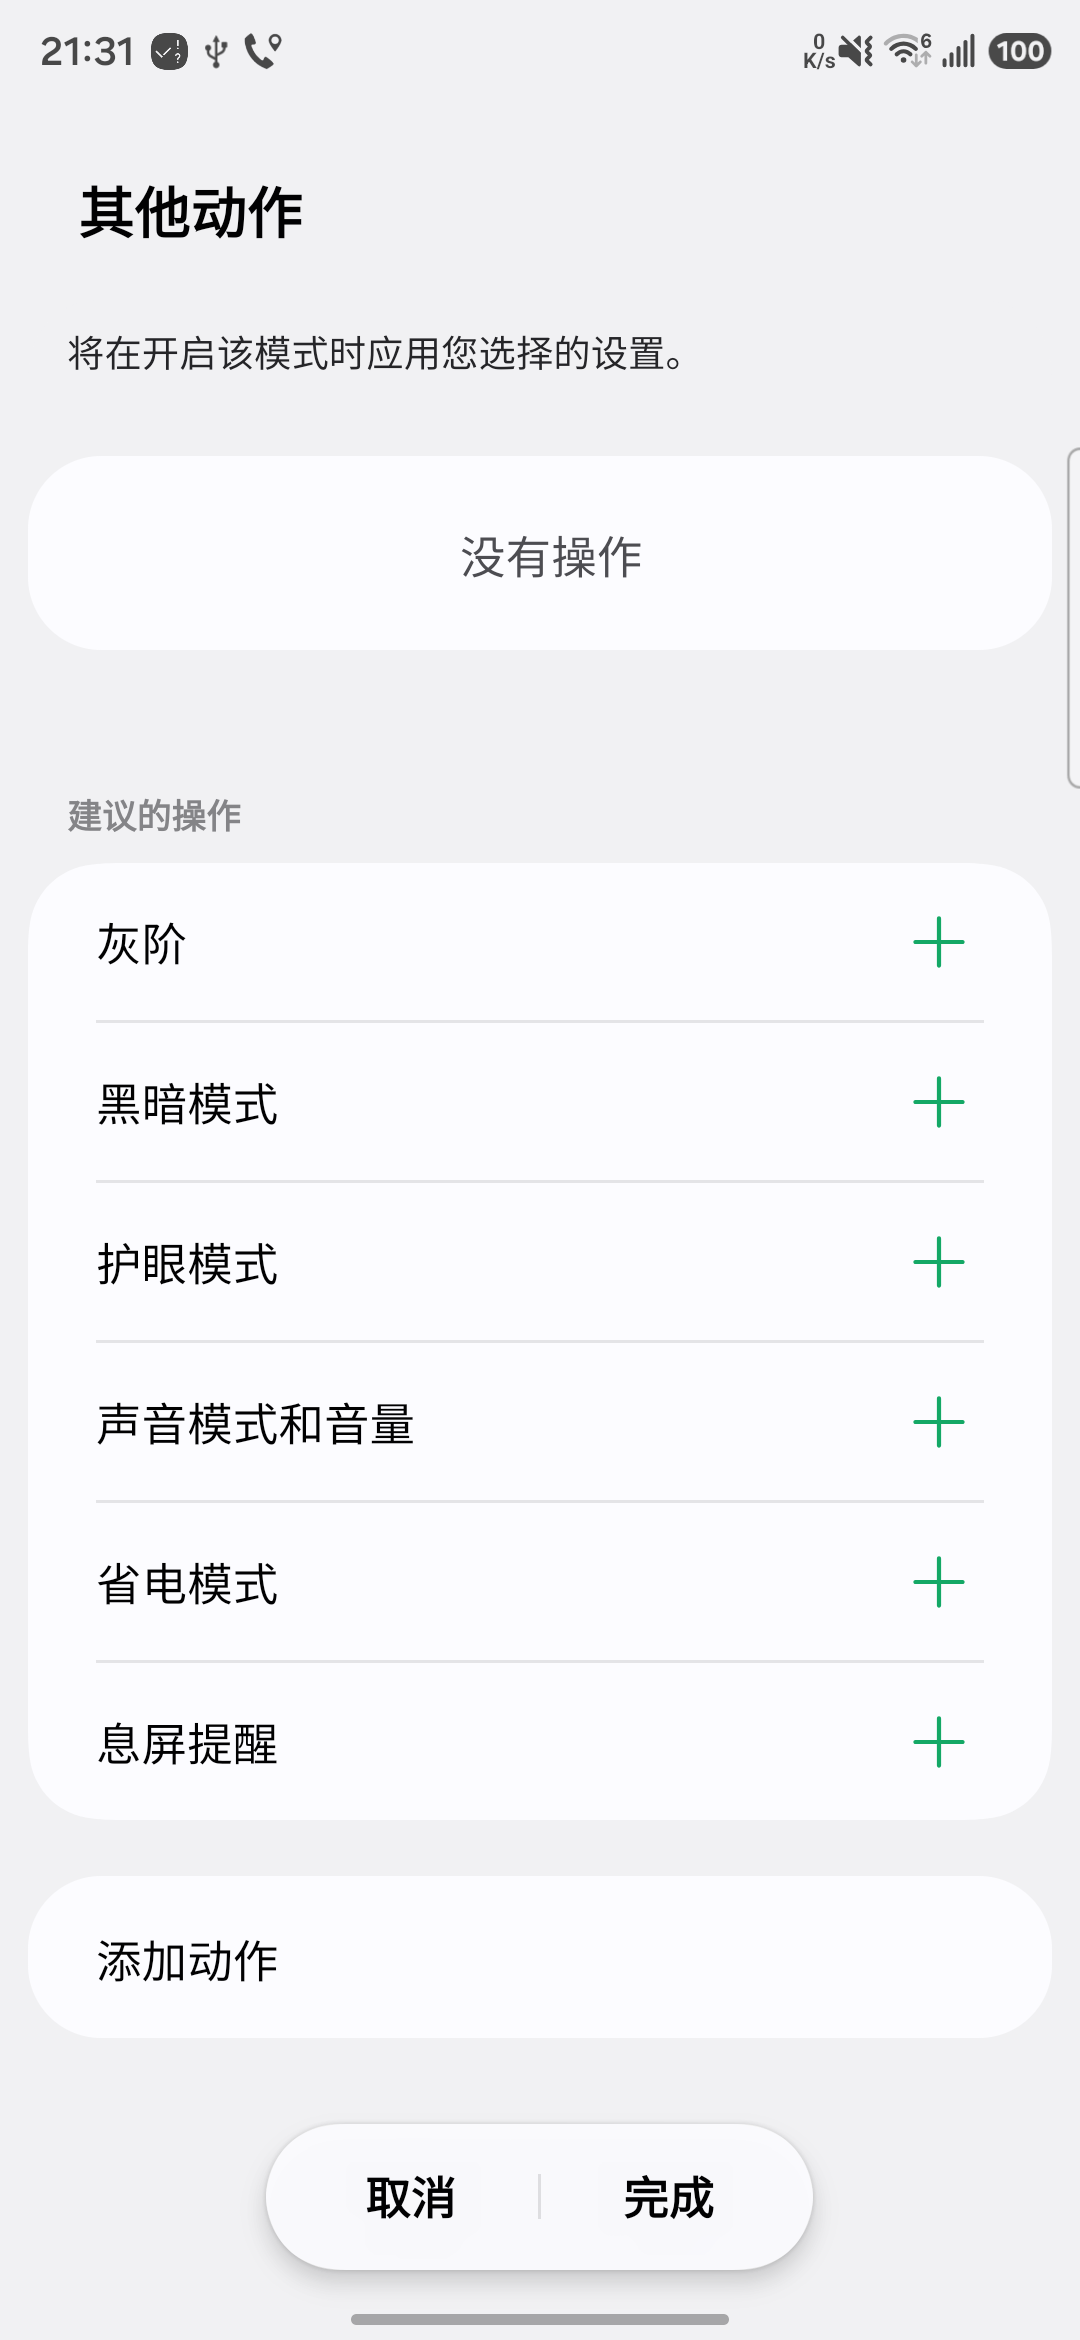 21:31
0 K/s 6 100
其他动作
将在开启该模式时应用您选择的设置。
没有操作
建议的操作
灰阶
黑暗模式
护眼模式
声音模式和音量
省电模式
息屏提醒
添加动作
取消 完成